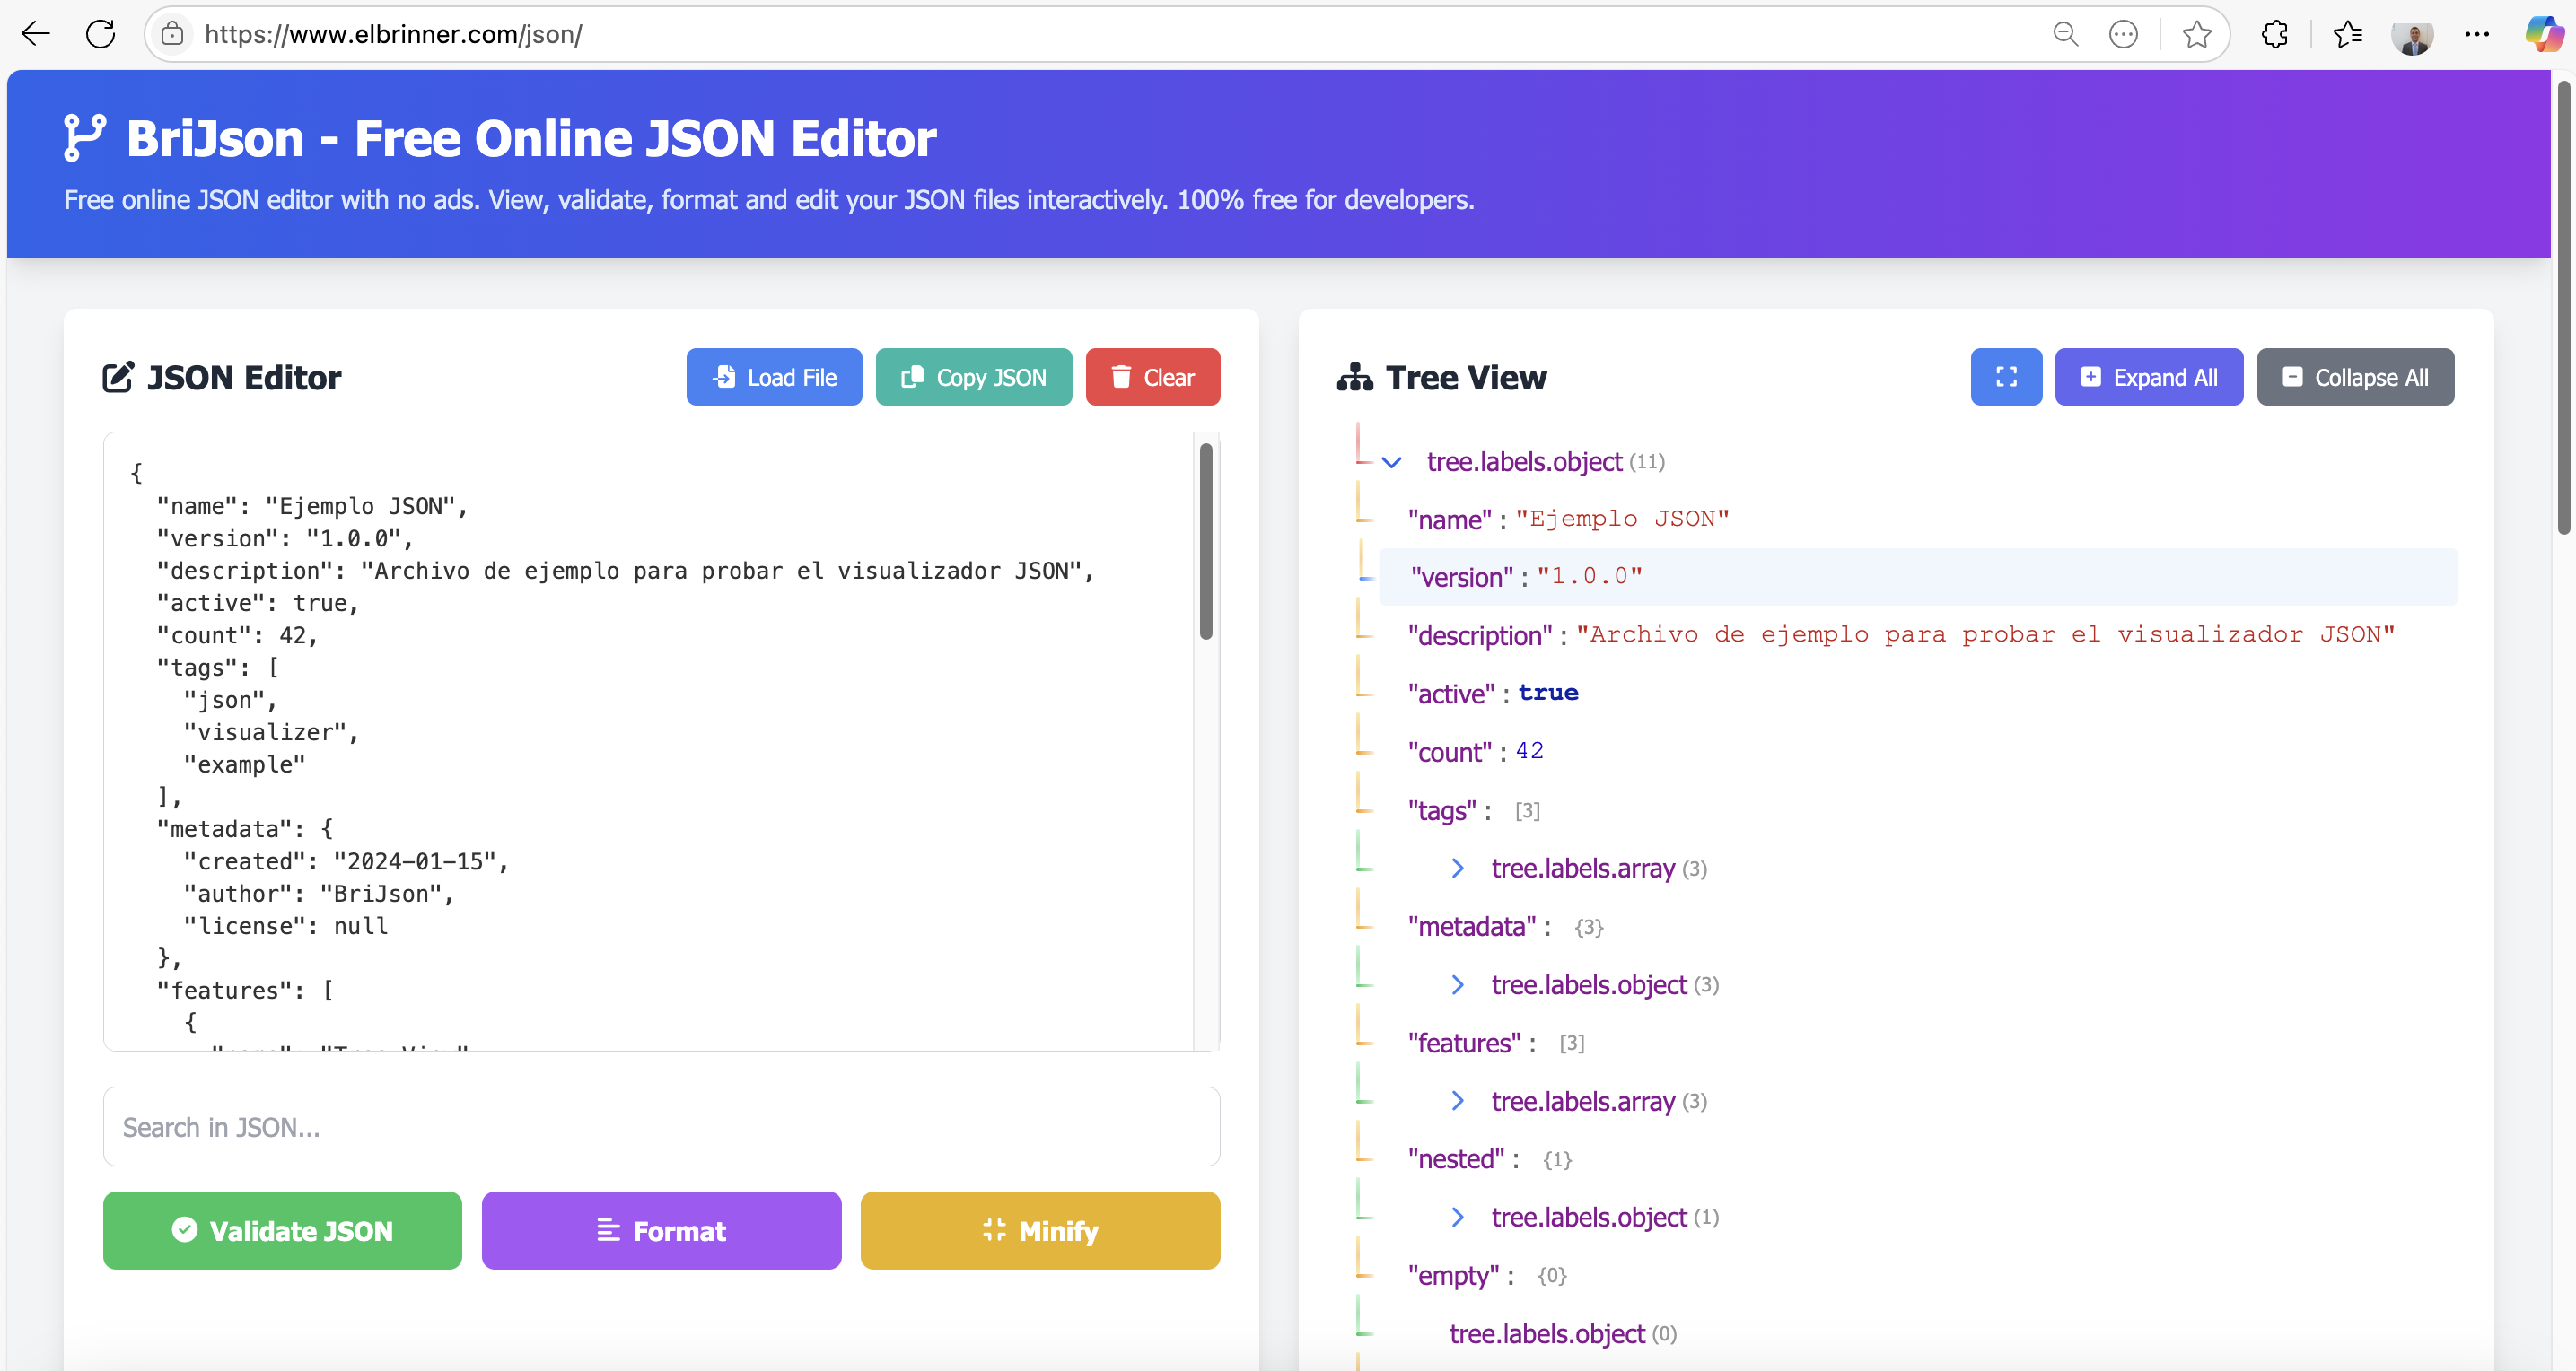 https://www.elbrinner.com/json/
BriJson - Free Online JSON Editor
Free online JSON editor with no ads. View, validate, format and edit your JSON files interactively. 100% free for developers.
JSON Editor
Load File
Copy JSON
Clear
{
"name": "Ejemplo JSON",
"version": "1.0.0",
"description": "Archivo de ejemplo para probar el visualizador JSON",
"active": true,
"count": 42,
"tags": [
"json",
"visualizer",
"example"
],
"metadata": {
"created": "2024-01-15",
"author": "BriJson",
"license": null
},
"features": [
{
Search in JSON...
Validate JSON
Format
Minify
Tree View
Expand All
Collapse All
tree.labels.object (11)
"name" : "Ejemplo JSON"
"version" : "1.0.0"
"description" : "Archivo de ejemplo para probar el visualizador JSON"
"active" : true
"count" : 42
"tags" : [3]
tree.labels.array (3)
"metadata" : {3}
tree.labels.object (3)
"features" : [3]
tree.labels.array (3)
"nested" : {1}
tree.labels.object (1)
"empty" : {0}
tree.labels.object (0)